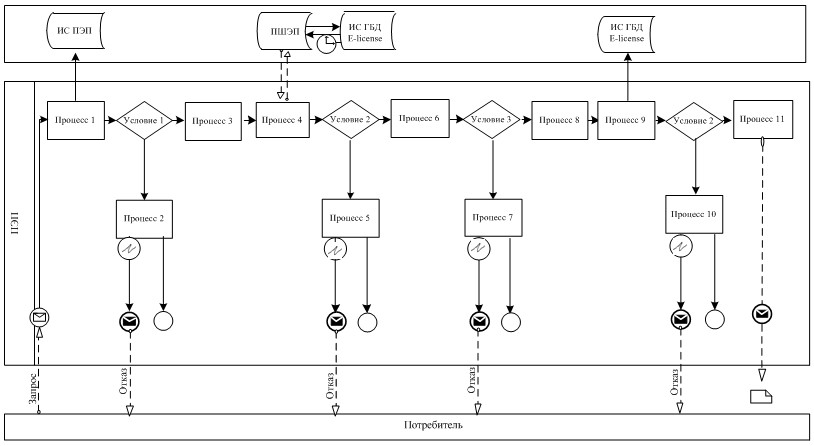 ИС ПЭП
ПШЭП
ИС ГБД
E-license
ИС ГБД
E-license
ПЭП
Процесс 1
Условие 1
Процесс 3
Процесс 4
Условие 2
Процесс 6
Условие 3
Процесс 8
Процесс 9
Условие 2
Процесс 11
Процесс 2
Процесс 5
Процесс 7
Процесс 10
Запрос
Отказ
Отказ
Отказ
Отказ
Потребитель